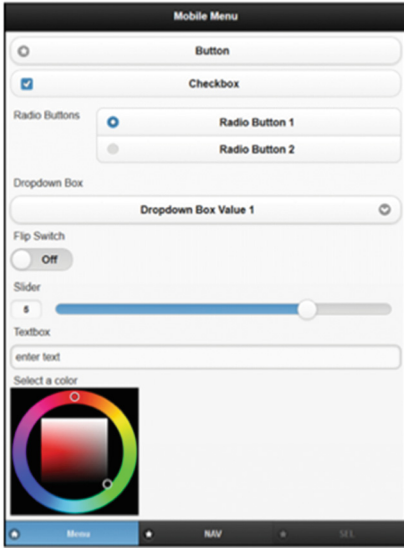 Mobile Menu
Button
Checkbox
Radio Buttons
Radio Button 1
Radio Button 2
Dropdown Box
Dropdown Box Value 1
Flip Switch
Off
Slider
5
Textbox
enter text
Select a color
Menu NAV SEL